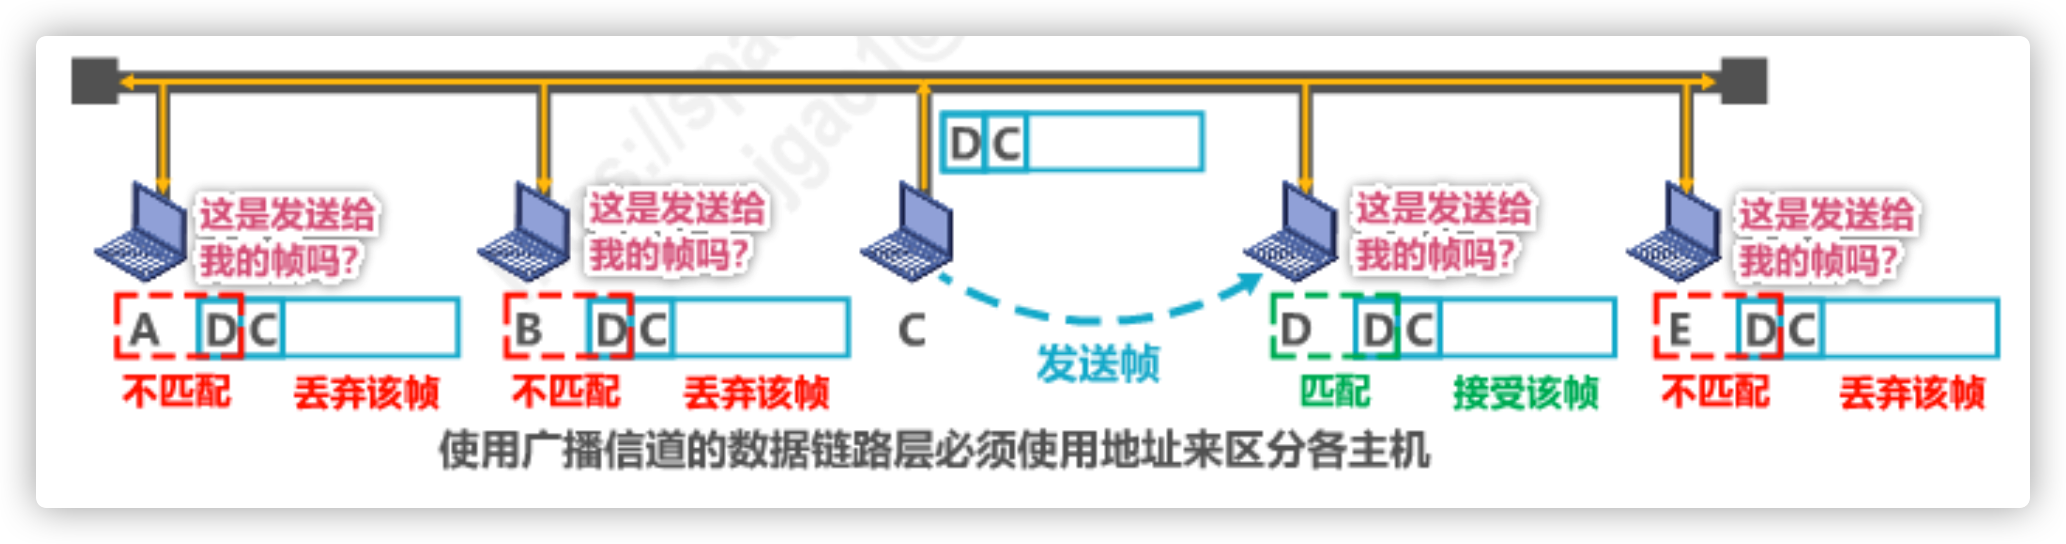 s://spa
jgao1@
D C
这是发送给
我的帧吗?
这是发送给
我的帧吗?
这是发送给
我的帧吗?
这是发送给
我的帧吗?
A D C
B D C
C
D D C
E D C
发送帧
不匹配 丢弃该帧
不匹配 丢弃该帧
匹配 接受该帧
不匹配 丢弃该帧
使用广播信道的数据链路层必须使用地址来区分各主机